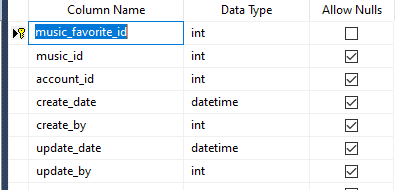 Column Name Data Type Allow Nulls
music_favorite_id int
music_id int
account_id int
create_date datetime
create_by int
update_date datetime
update_by int